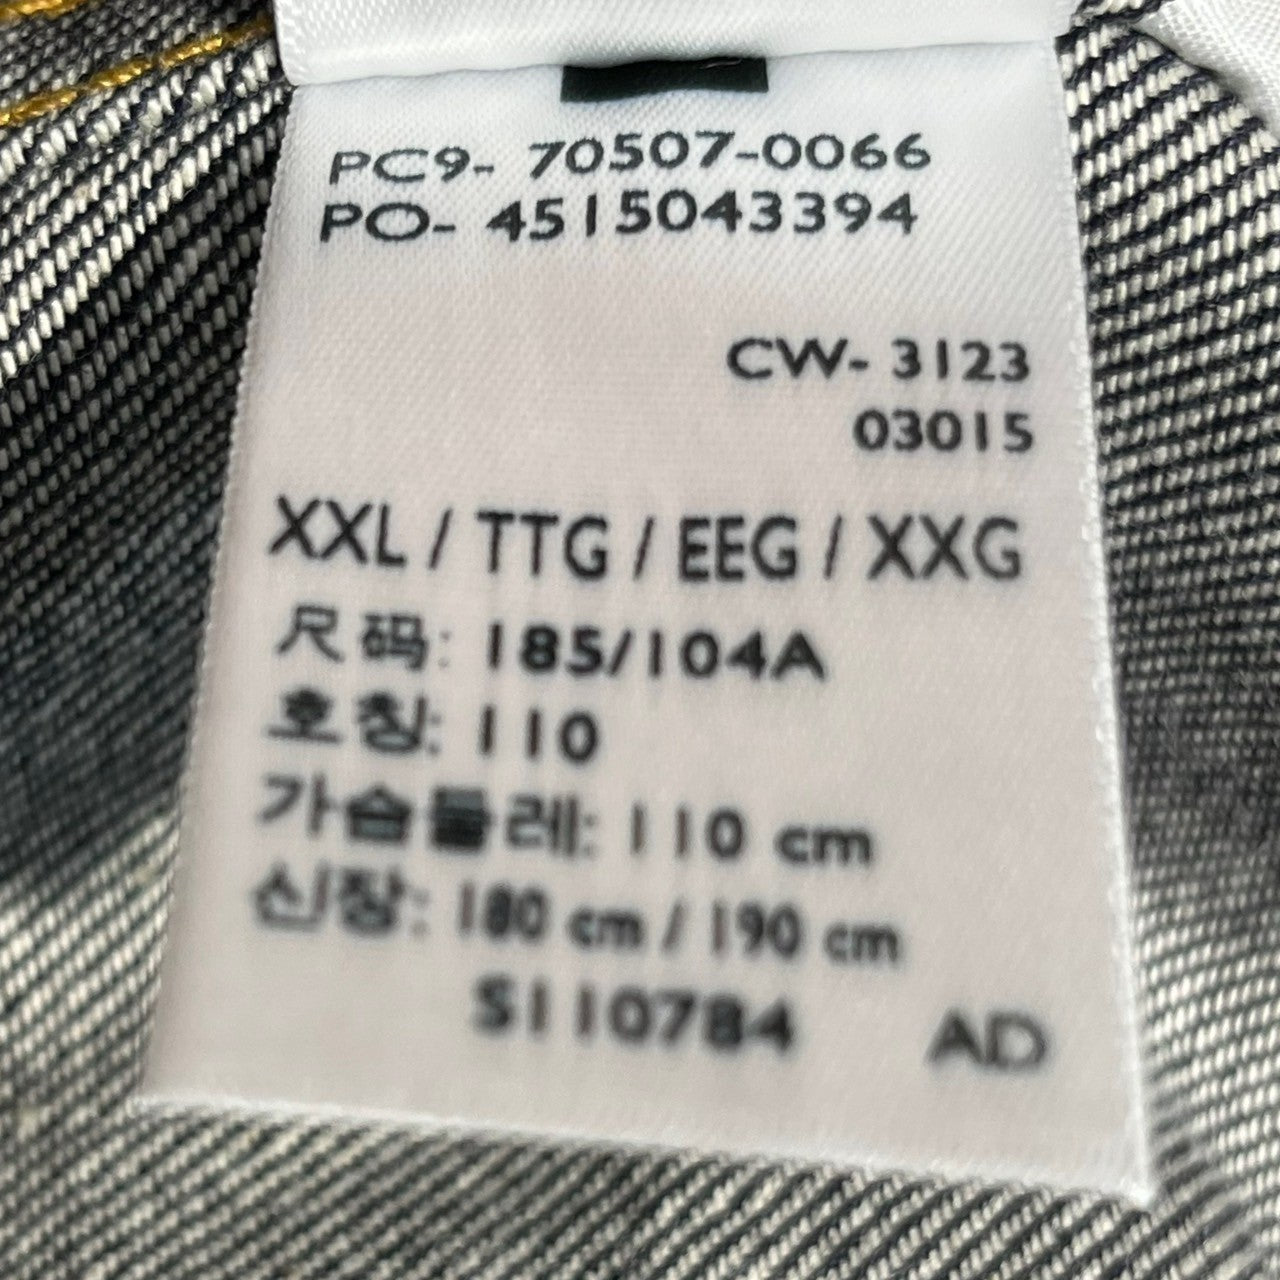 PC9- 70507-0066
PO- 4515043394
CW- 3123
03015
XXL / TTG / EEG / XXG
尺码: 185/104A
호칭: 110
가슴둘레: 110 cm
신장: 180 cm / 190 cm
S110784 AD